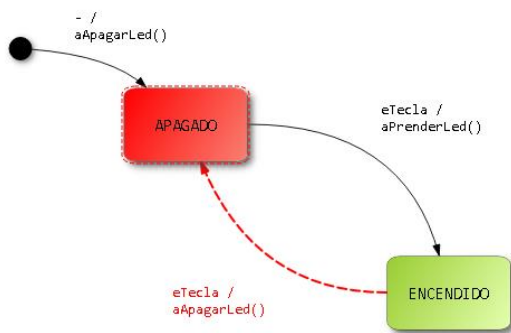 - /
aApagarLed()
APAGADO
eTecla /
aPrenderLed()
eTecla /
aApagarLed()
ENCENDIDO